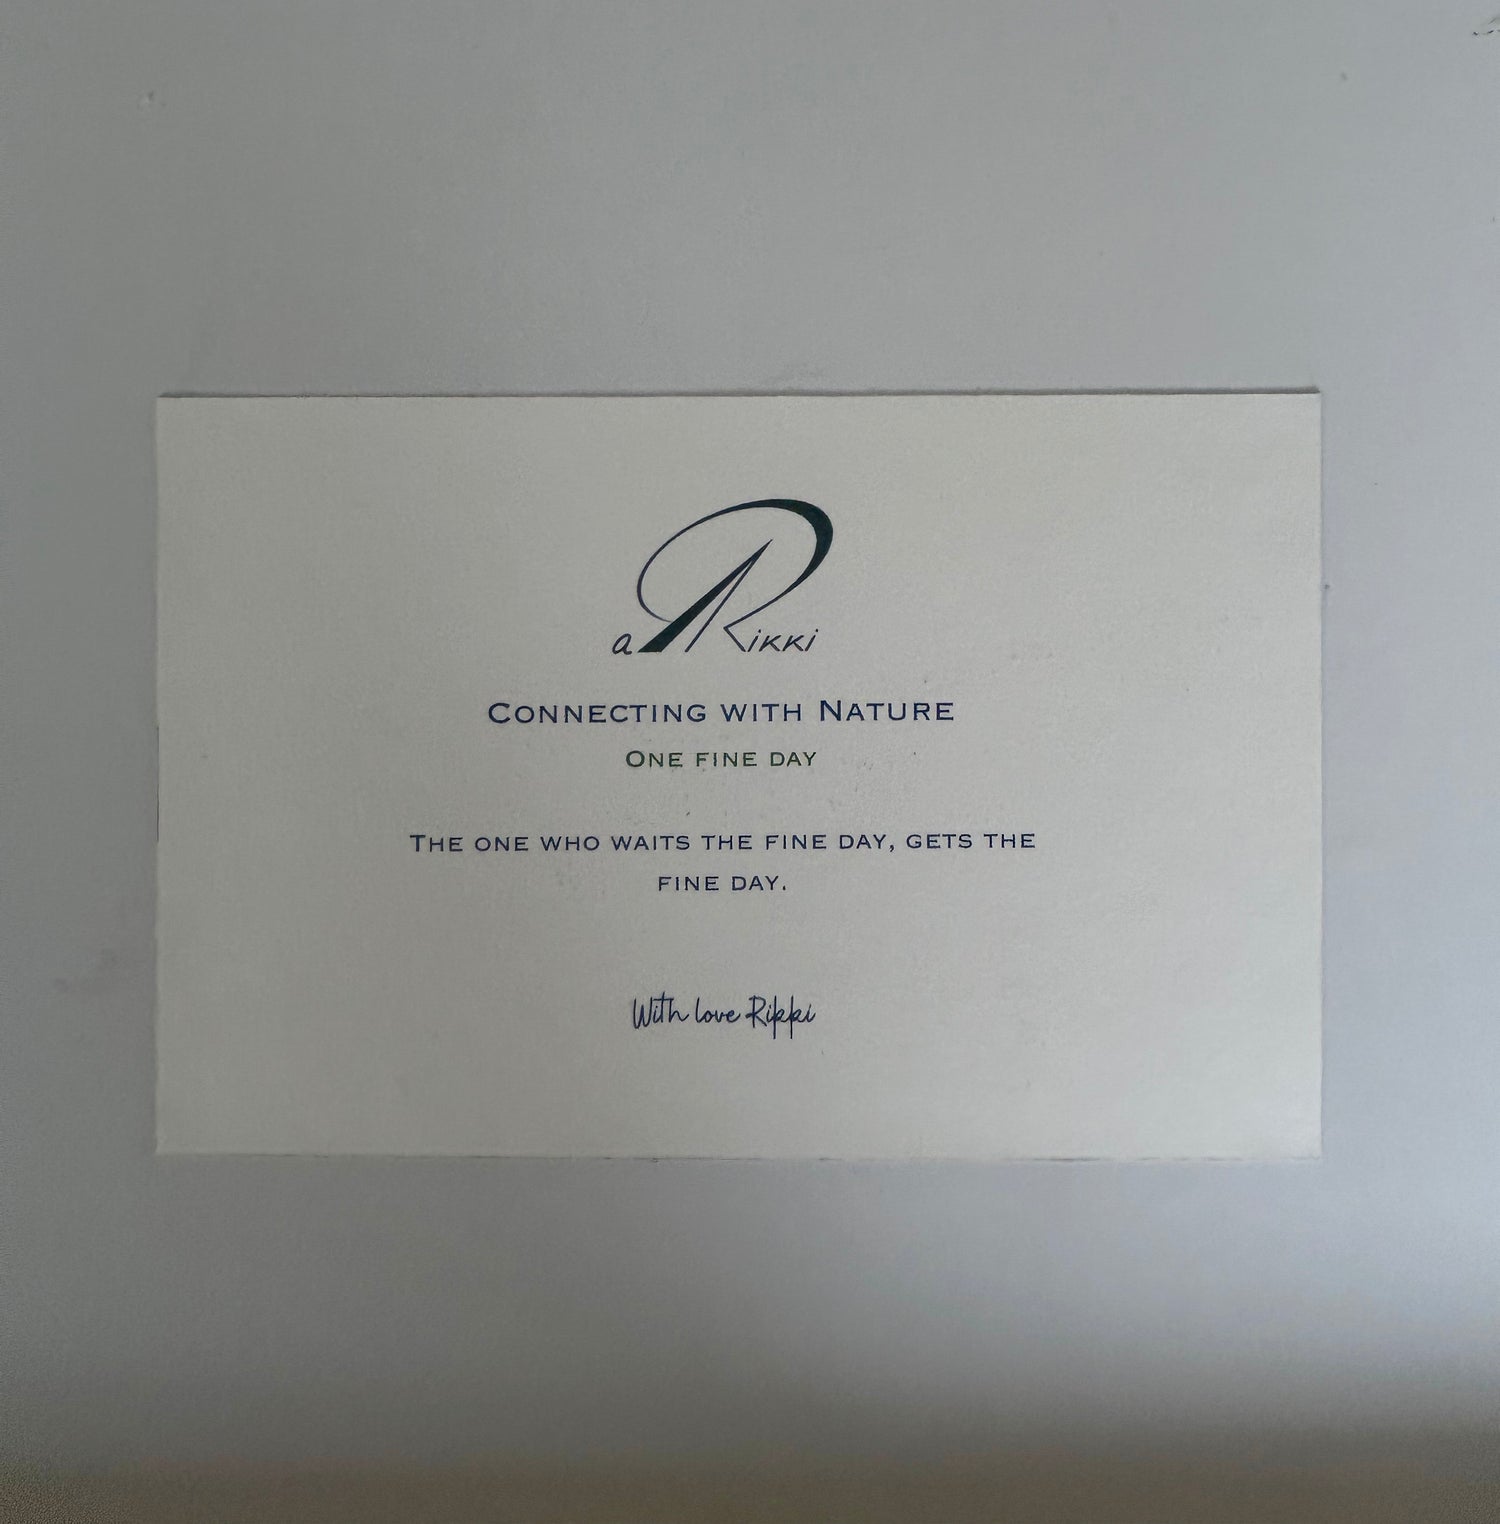 a Rikki
Connecting with Nature
One fine day
The one who waits the fine day, gets the
fine day.
With love Rikki